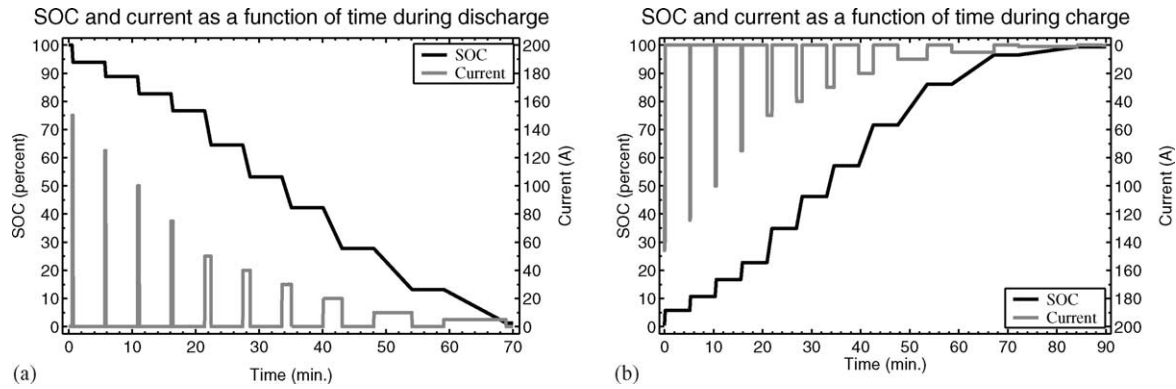 SOC and current as a function of time during discharge
100
90
80
70
60
50
40
30
20
10
0
SOC (percent)
200
180
160
140
120
100
80
60
40
20
0
Current (A)
SOC
Current
0 10 20 30 40 50 60 70
Time (min.)
(a)
SOC and current as a function of time during charge
100
90
80
70
60
50
40
30
20
10
0
SOC (percent)
0
20
40
60
80
100
120
140
160
180
200
Current (A)
SOC
Current
0 10 20 30 40 50 60 70 80 90
Time (min.)
(b)